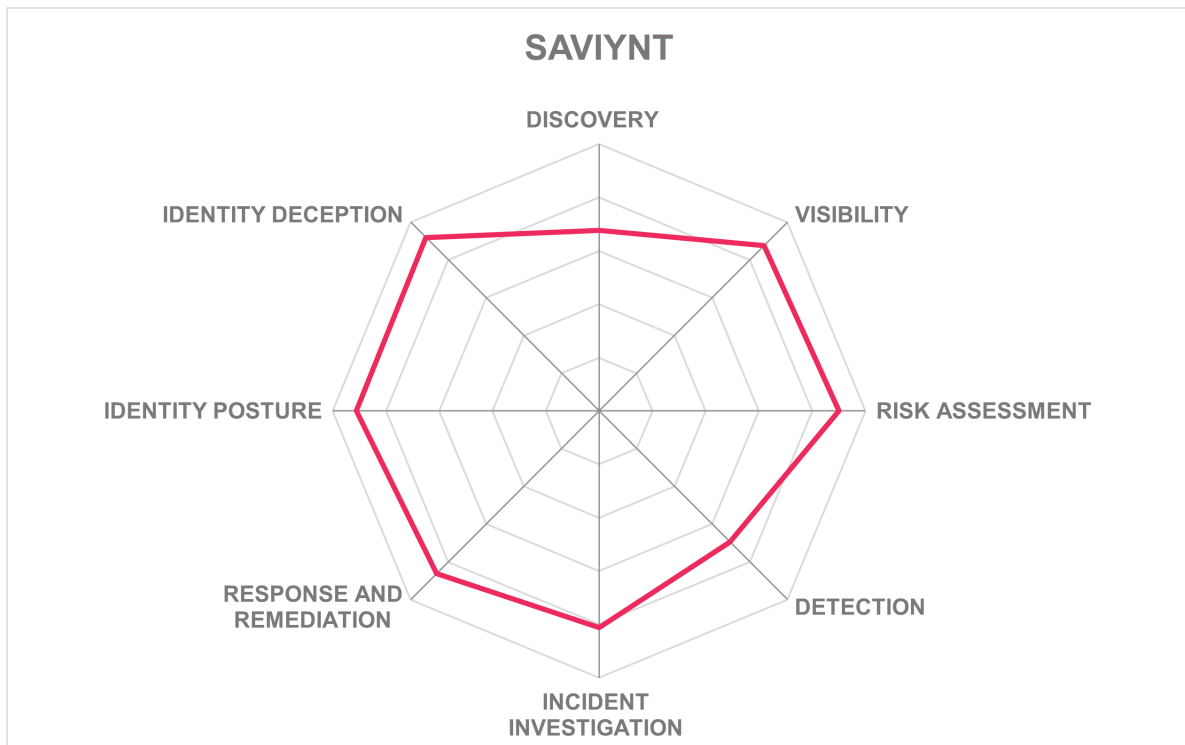 SAVIYNT
DISCOVERY
IDENTITY DECEPTION
VISIBILITY
IDENTITY POSTURE
RISK ASSESSMENT
RESPONSE AND
REMEDIATION
DETECTION
INCIDENT
INVESTIGATION